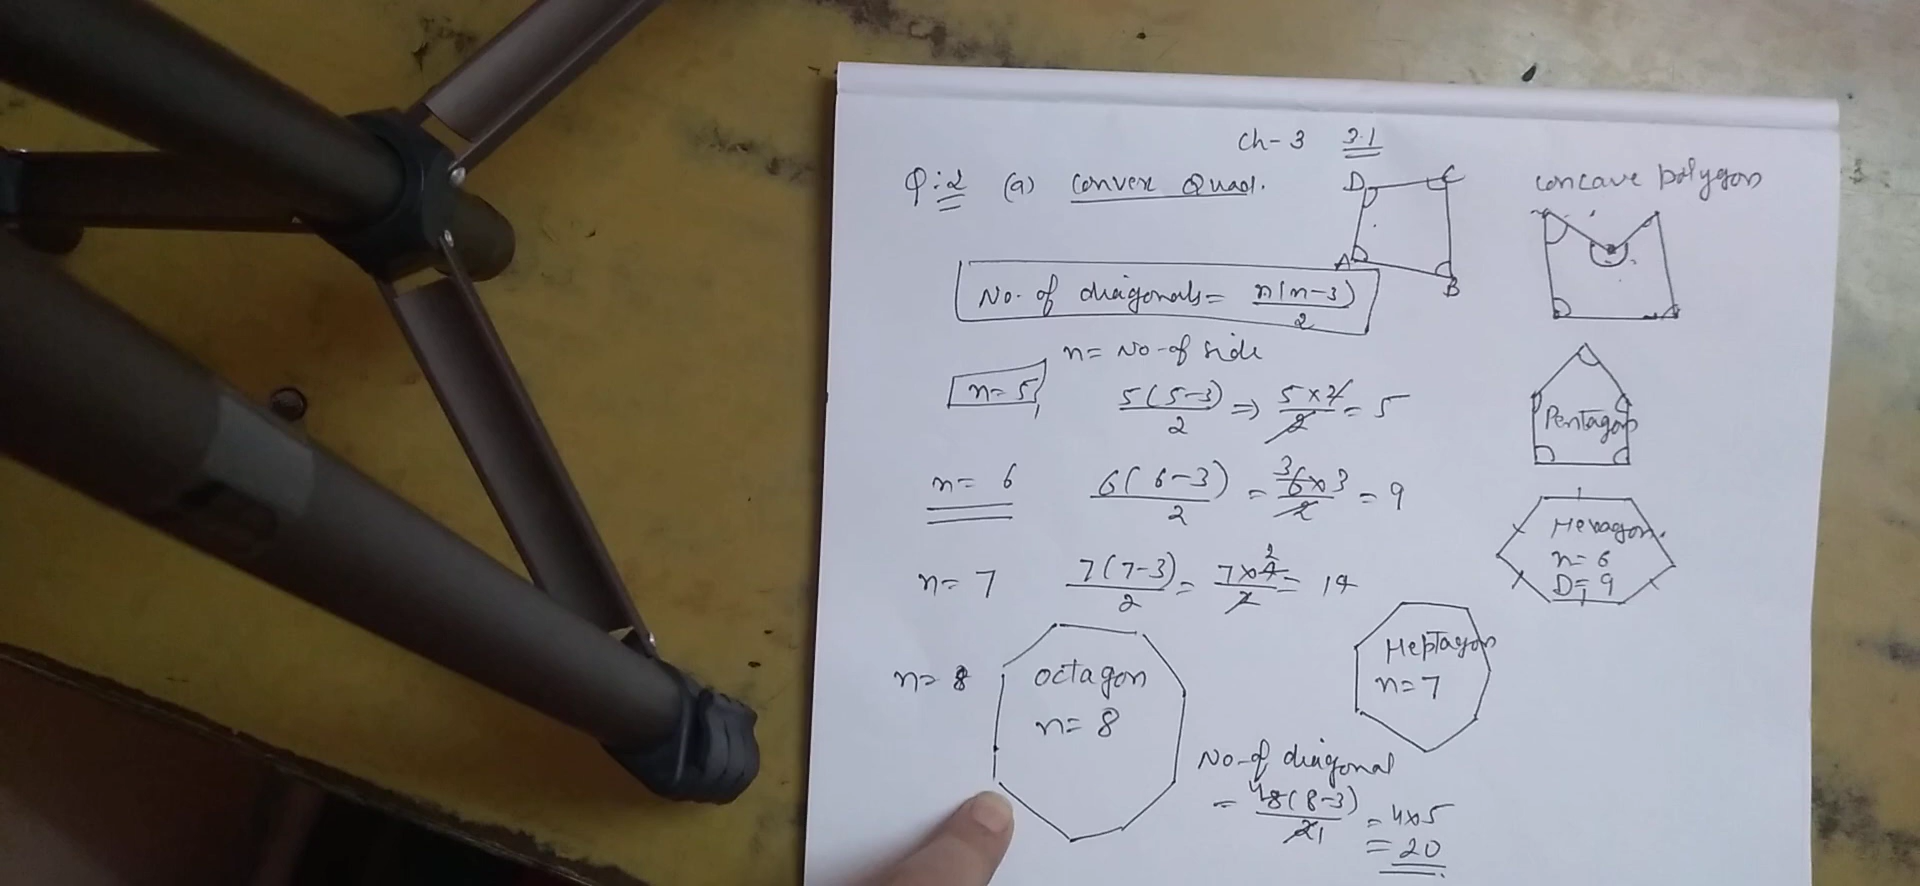 Ch-3 3.1
Q:2 (a) Convex Quad.
D C
A B
concave polygon
No. of diagonals = n(n-3)/2
n = No-of side
n=5, 5(5-3)/2 => 5×2/2 = 5
Pentagon
n= 6 6(6-3)/2 = 3 6×3/2 = 9
Hexagon
n=6
D=9
n=7 7(7-3)/2 = 7×4 2/2 = 14
Heptagon
n=7
n=8
octagon
n=8
No-of diagonal
= 4 8(8-3)/2 1 = 4×5
= 20